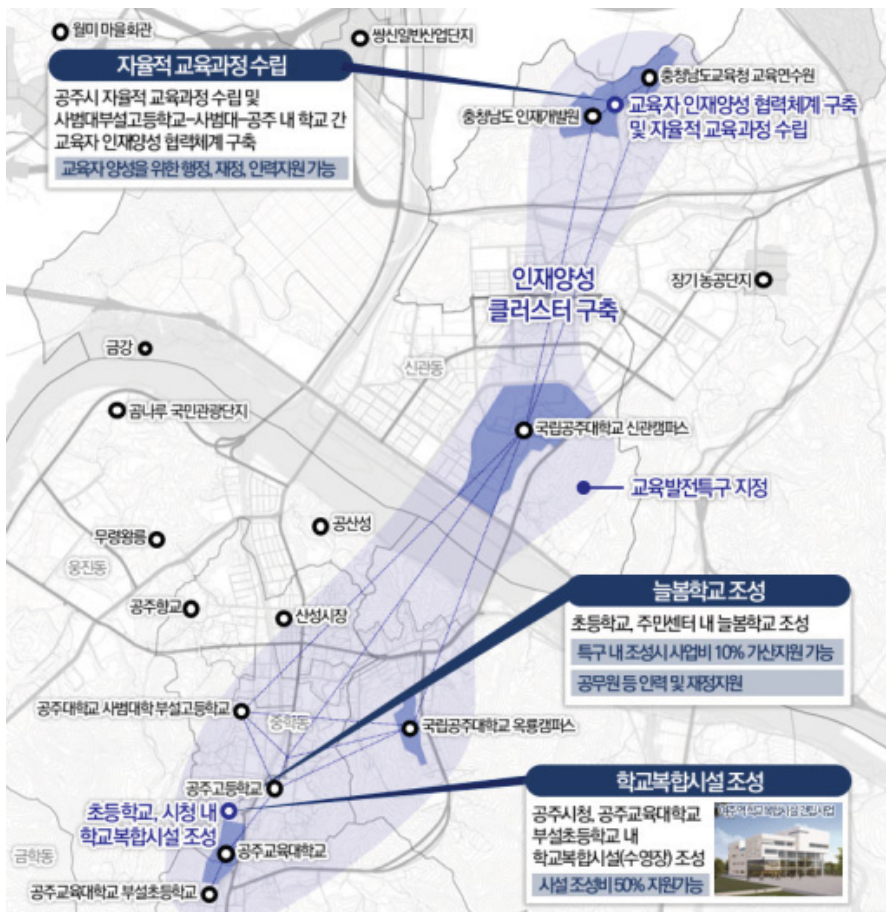 월미 마을회관
쌍신일반산업단지
자율적 교육과정 수립
공주시 자율적 교육과정 수립 및
사범대부설고등학교-사범대-공주 내 학교 간
교육자 인재양성 협력체계 구축
교육자 양성을 위한 행정, 재정, 인력지원 가능
충청남도교육청 교육연수원
충청남도 인재개발원
교육자 인재양성 협력체계 구축
및 자율적 교육과정 수립
인재양성
클러스터 구축
장기 농공단지
금강
신관동
곰나루 국민관광단지
국립공주대학교 신관캠퍼스
교육발전특구 지정
공산성
무령왕릉
웅진동
공주향교
산성시장
늘봄학교 조성
초등학교, 주민센터 내 늘봄학교 조성
특구 내 조성시 사업비 10% 가산지원 가능
공무원 등 인력 및 재정지원
공주대학교 사범대학 부설고등학교
중학동
국립공주대학교 옥룡캠퍼스
공주고등학교
초등학교, 시청 내
학교복합시설 조성
학교복합시설 조성
공주시청, 공주교육대학교
부설초등학교 내
학교복합시설(수영장) 조성
시설 조성비 50% 지원가능
금학동
공주교육대학교
공주교육대학교 부설초등학교